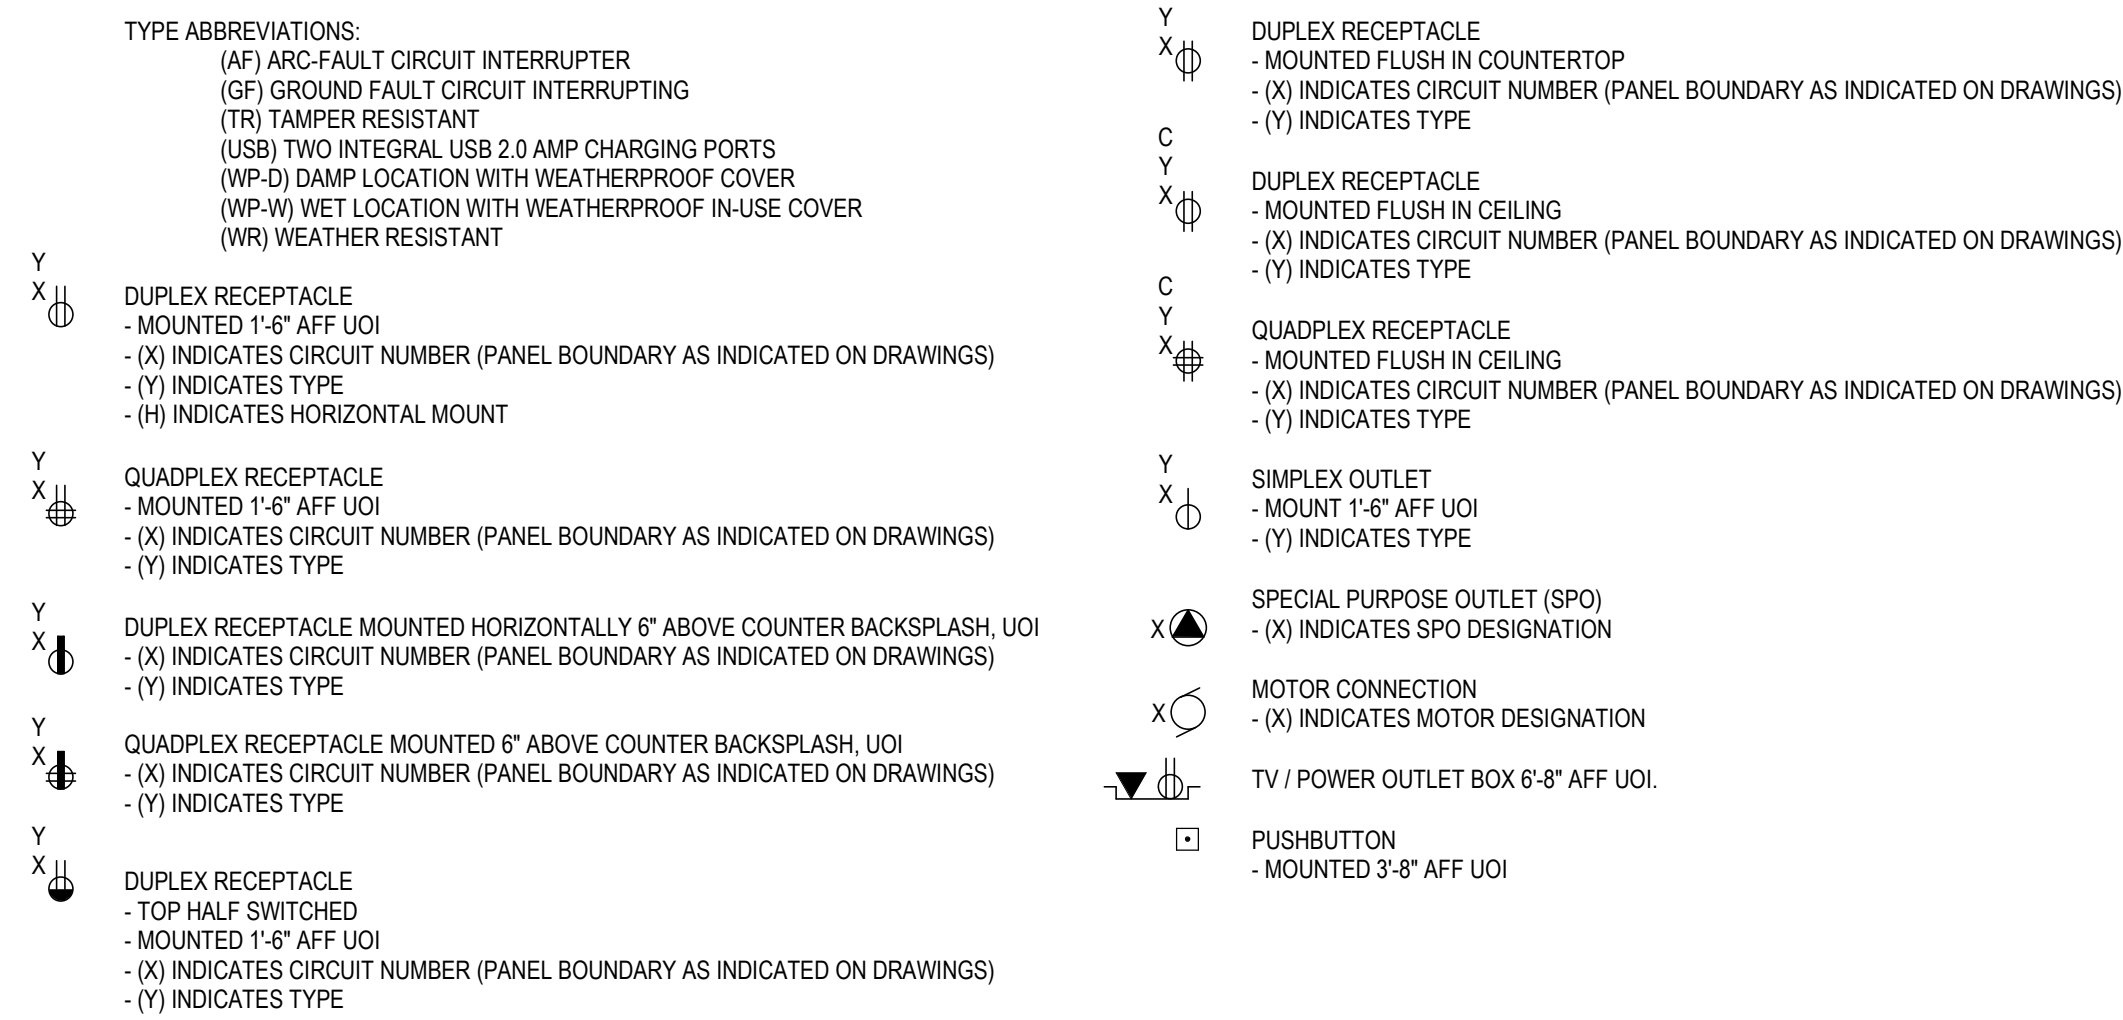 TYPE ABBREVIATIONS:
(AF) ARC-FAULT CIRCUIT INTERRUPTER
(GF) GROUND FAULT CIRCUIT INTERRUPTING
(TR) TAMPER RESISTANT
(USB) TWO INTEGRAL USB 2.0 AMP CHARGING PORTS
(WP-D) DAMP LOCATION WITH WEATHERPROOF COVER
(WP-W) WET LOCATION WITH WEATHERPROOF IN-USE COVER
(WR) WEATHER RESISTANT
Y
X
DUPLEX RECEPTACLE
- MOUNTED 1'-6" AFF UOI
- (X) INDICATES CIRCUIT NUMBER (PANEL BOUNDARY AS INDICATED ON DRAWINGS)
- (Y) INDICATES TYPE
- (H) INDICATES HORIZONTAL MOUNT
Y
X
QUADPLEX RECEPTACLE
- MOUNTED 1'-6" AFF UOI
- (X) INDICATES CIRCUIT NUMBER (PANEL BOUNDARY AS INDICATED ON DRAWINGS)
- (Y) INDICATES TYPE
Y
X
DUPLEX RECEPTACLE MOUNTED HORIZONTALLY 6" ABOVE COUNTER BACKSPLASH, UOI
- (X) INDICATES CIRCUIT NUMBER (PANEL BOUNDARY AS INDICATED ON DRAWINGS)
- (Y) INDICATES TYPE
Y
X
QUADPLEX RECEPTACLE MOUNTED 6" ABOVE COUNTER BACKSPLASH, UOI
- (X) INDICATES CIRCUIT NUMBER (PANEL BOUNDARY AS INDICATED ON DRAWINGS)
- (Y) INDICATES TYPE
Y
X
DUPLEX RECEPTACLE
- TOP HALF SWITCHED
- MOUNTED 1'-6" AFF UOI
- (X) INDICATES CIRCUIT NUMBER (PANEL BOUNDARY AS INDICATED ON DRAWINGS)
- (Y) INDICATES TYPE
Y
X
DUPLEX RECEPTACLE
- MOUNTED FLUSH IN COUNTERTOP
- (X) INDICATES CIRCUIT NUMBER (PANEL BOUNDARY AS INDICATED ON DRAWINGS)
- (Y) INDICATES TYPE
C
Y
X
DUPLEX RECEPTACLE
- MOUNTED FLUSH IN CEILING
- (X) INDICATES CIRCUIT NUMBER (PANEL BOUNDARY AS INDICATED ON DRAWINGS)
- (Y) INDICATES TYPE
C
Y
X
QUADPLEX RECEPTACLE
- MOUNTED FLUSH IN CEILING
- (X) INDICATES CIRCUIT NUMBER (PANEL BOUNDARY AS INDICATED ON DRAWINGS)
- (Y) INDICATES TYPE
Y
X
SIMPLEX OUTLET
- MOUNT 1'-6" AFF UOI
- (Y) INDICATES TYPE
X
SPECIAL PURPOSE OUTLET (SPO)
- (X) INDICATES SPO DESIGNATION
X
MOTOR CONNECTION
- (X) INDICATES MOTOR DESIGNATION
TV / POWER OUTLET BOX 6'-8" AFF UOI.
PUSHBUTTON
- MOUNTED 3'-8" AFF UOI